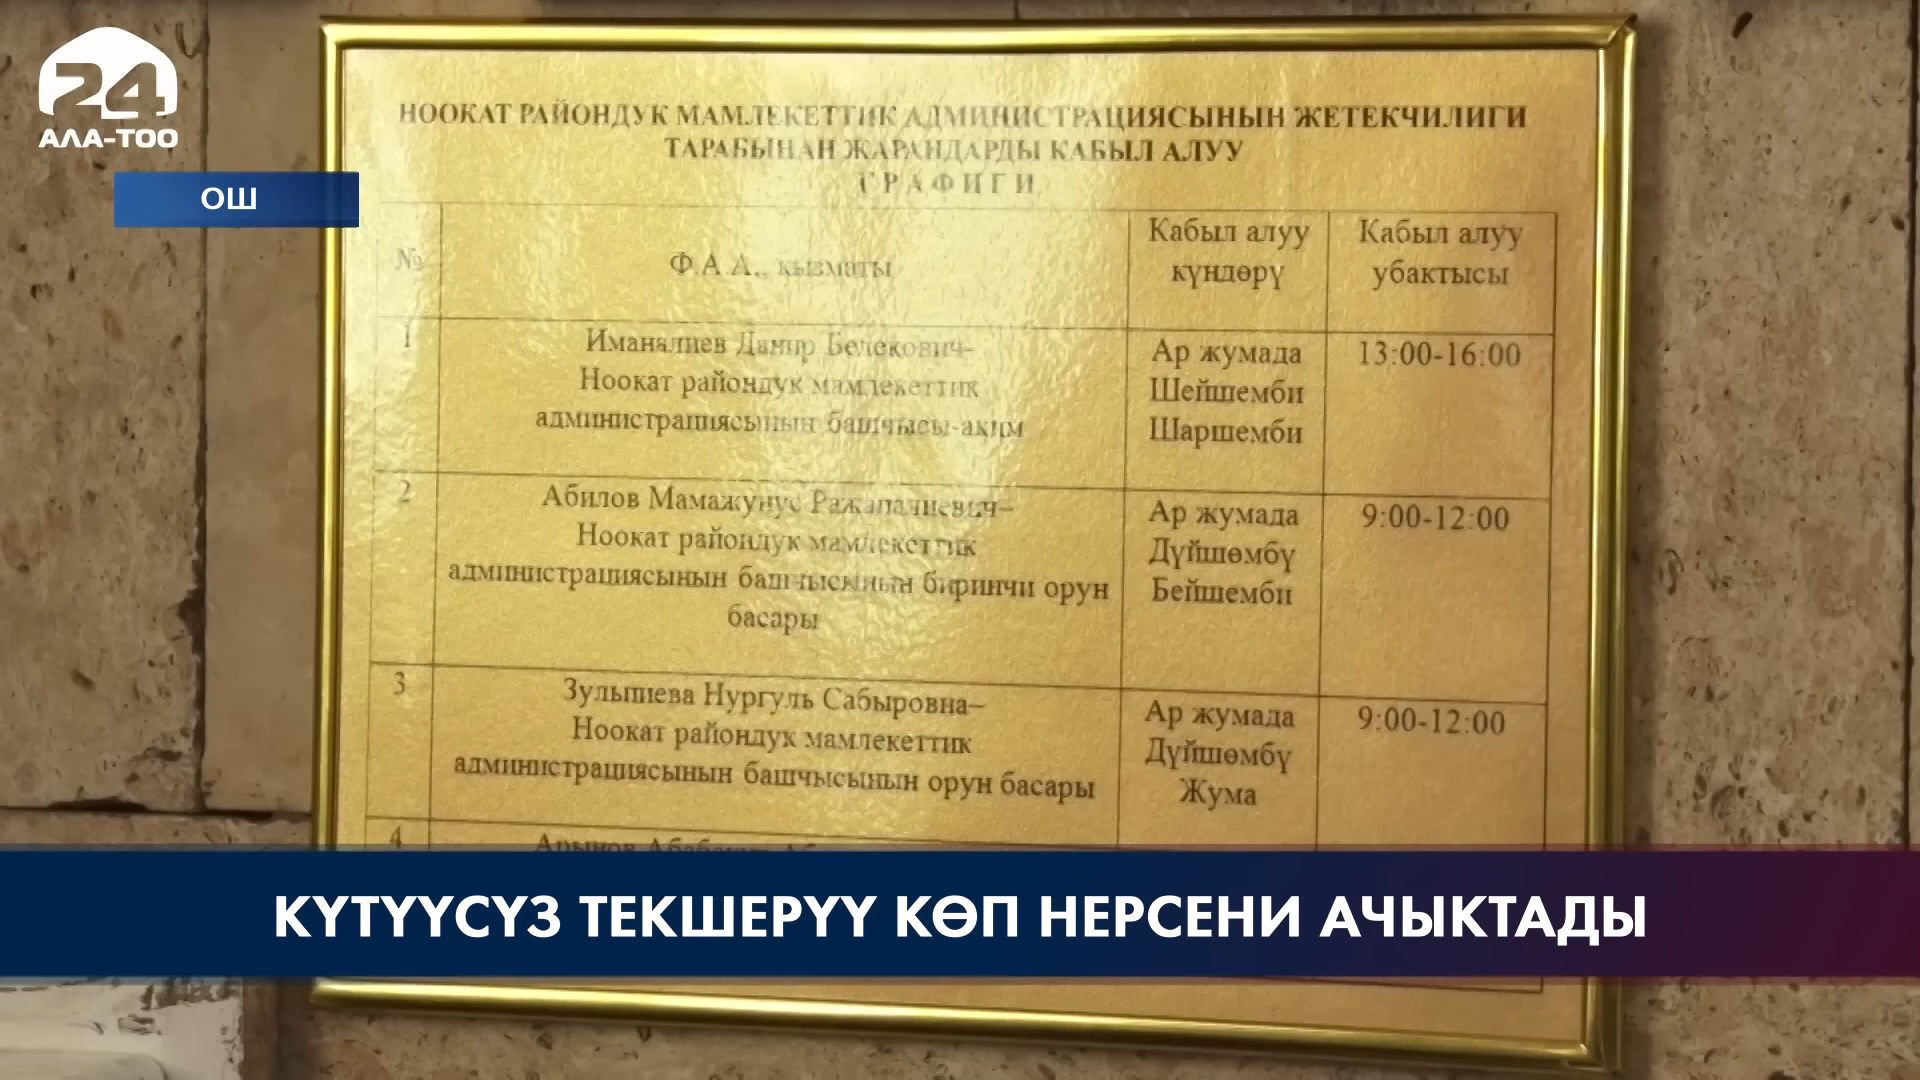 24
АЛА-ТОО
ОШ
НООКАТ РАЙОНДУК МАМЛЕКЕТТИК АДМИНИСТРАЦИЯСЫНЫН ЖЕТЕКЧИЛИГИ
ТАРАБЫНАН ЖАРАНДАРДЫ КАБЫЛ АЛУУ
ГРАФИГИ
№
Ф.А.А., кызматы
Кабыл алуу
күндөрү
Кабыл алуу
убактысы
1
Иманалиев Данир Белекович-
Ноокат райондук мамлекеттик
администрациясынын башчысы-аким
Ар жумада
Шейшемби
Шаршемби
13:00-16:00
2
Абилов Мамажунус Ражапалиевич–
Ноокат райондук мамлекеттик
администрациясынын башчысынын биринчи орун
басары
Ар жумада
Дүйшөмбү
Бейшемби
9:00-12:00
3
Зулыпиева Нургуль Сабыровна–
Ноокат райондук мамлекеттик
администрациясынын башчысынын орун басары
Ар жумада
Дүйшөмбү
Жума
9:00-12:00
4
КҮТҮҮСҮЗ ТЕКШЕРҮҮ КӨП НЕРСЕНИ АЧЫКТАДЫ